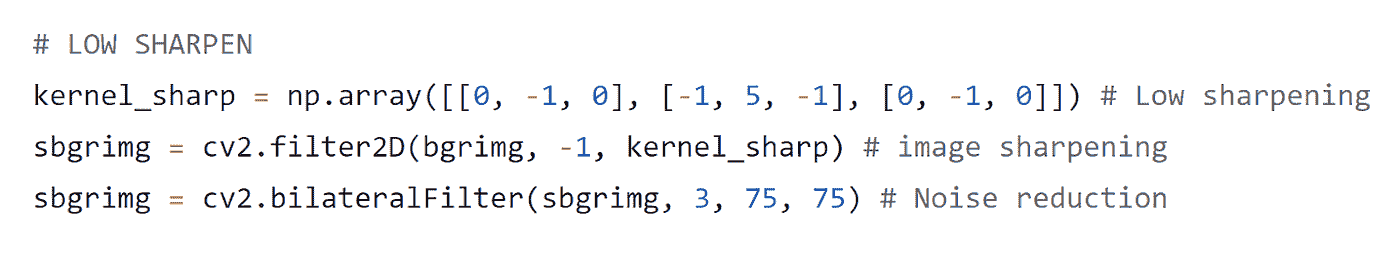 # LOW SHARPEN
kernel_sharp = np.array([[0, -1, 0], [-1, 5, -1], [0, -1, 0]]) # Low sharpening
sbgrimg = cv2.filter2D(bgrimg, -1, kernel_sharp) # image sharpening
sbgrimg = cv2.bilateralFilter(sbgrimg, 3, 75, 75) # Noise reduction